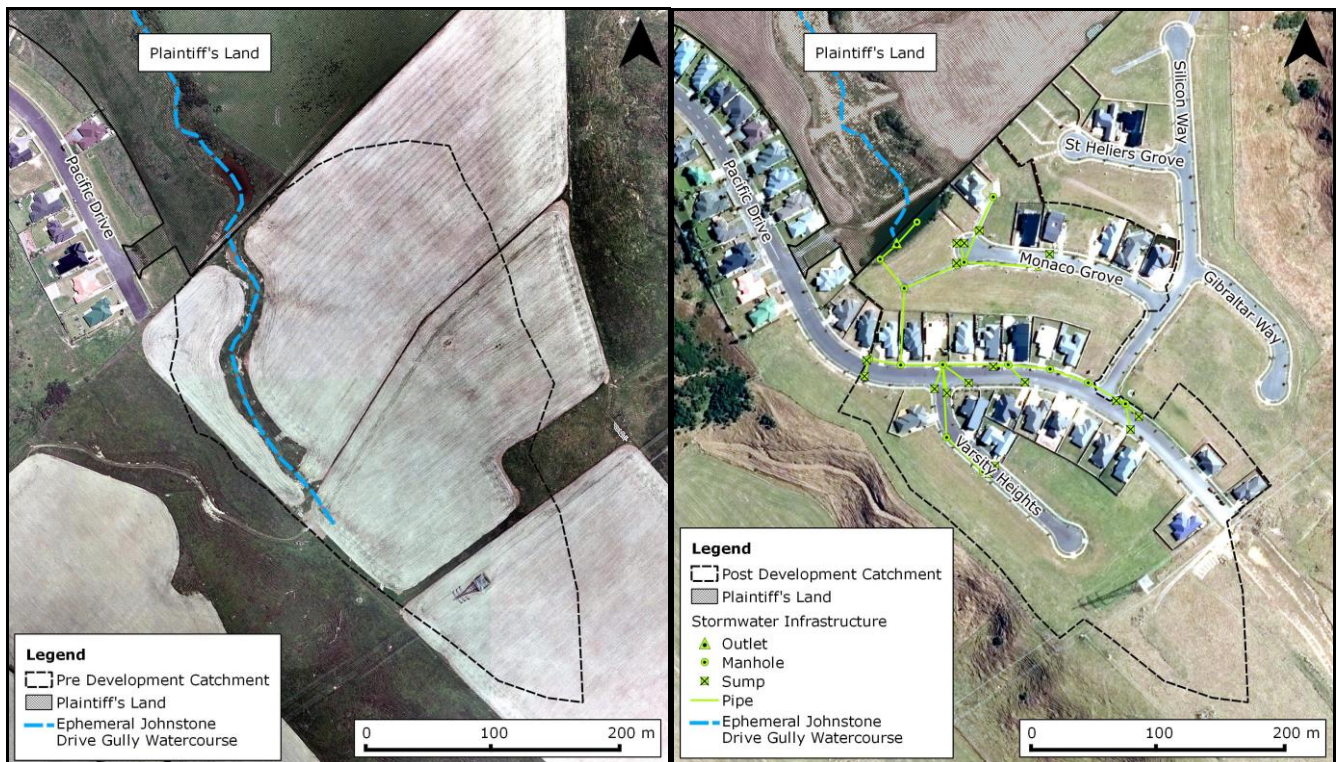 Plaintiff's Land
Pacific Drive
Legend
Pre Development Catchment
Plaintiff's Land
Ephemeral Johnstone
Drive Gully Watercourse
0 100 200 m
Plaintiff's Land
Silicon Way
St Heliers Grove
Pacific Drive
Monaco Grove
Gibraltar Way
Varsity Heights
Legend
Post Development Catchment
Plaintiff's Land
Stormwater Infrastructure
Outlet
Manhole
Sump
Pipe
Ephemeral Johnstone
Drive Gully Watercourse
0 100 200 m